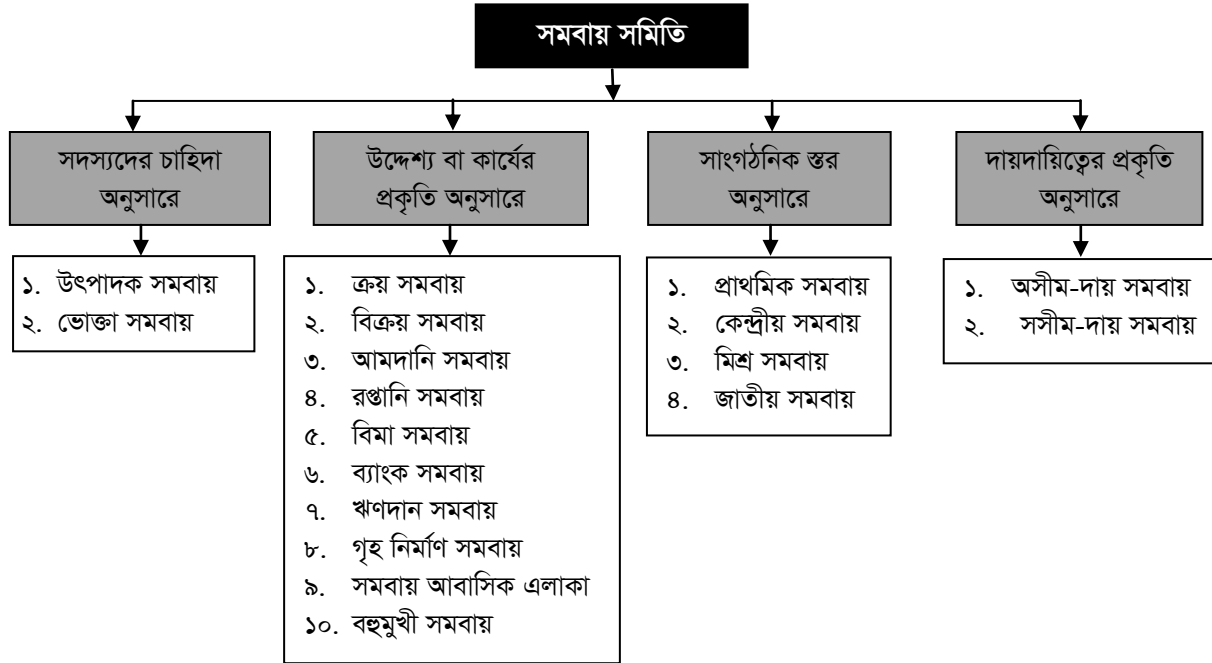 সমবায় সমিতি
সদস্যদের চাহিদা
অনুসারে
১. উৎপাদক সমবায়
২. ভোক্তা সমবায়
উদ্দেশ্য বা কার্যের
প্রকৃতি অনুসারে
১. ক্রয় সমবায়
২. বিক্রয় সমবায়
৩. আমদানি সমবায়
৪. রপ্তানি সমবায়
৫. বিমা সমবায়
৬. ব্যাংক সমবায়
৭. ঋণদান সমবায়
৮. গৃহ নির্মাণ সমবায়
৯. সমবায় আবাসিক এলাকা
১০. বহুমুখী সমবায়
সাংগঠনিক স্তর
অনুসারে
১. প্রাথমিক সমবায়
২. কেন্দ্রীয় সমবায়
৩. মিশ্র সমবায়
৪. জাতীয় সমবায়
দায়দায়িত্বের প্রকৃতি
অনুসারে
১. অসীম-দায় সমবায়
২. সসীম-দায় সমবায়